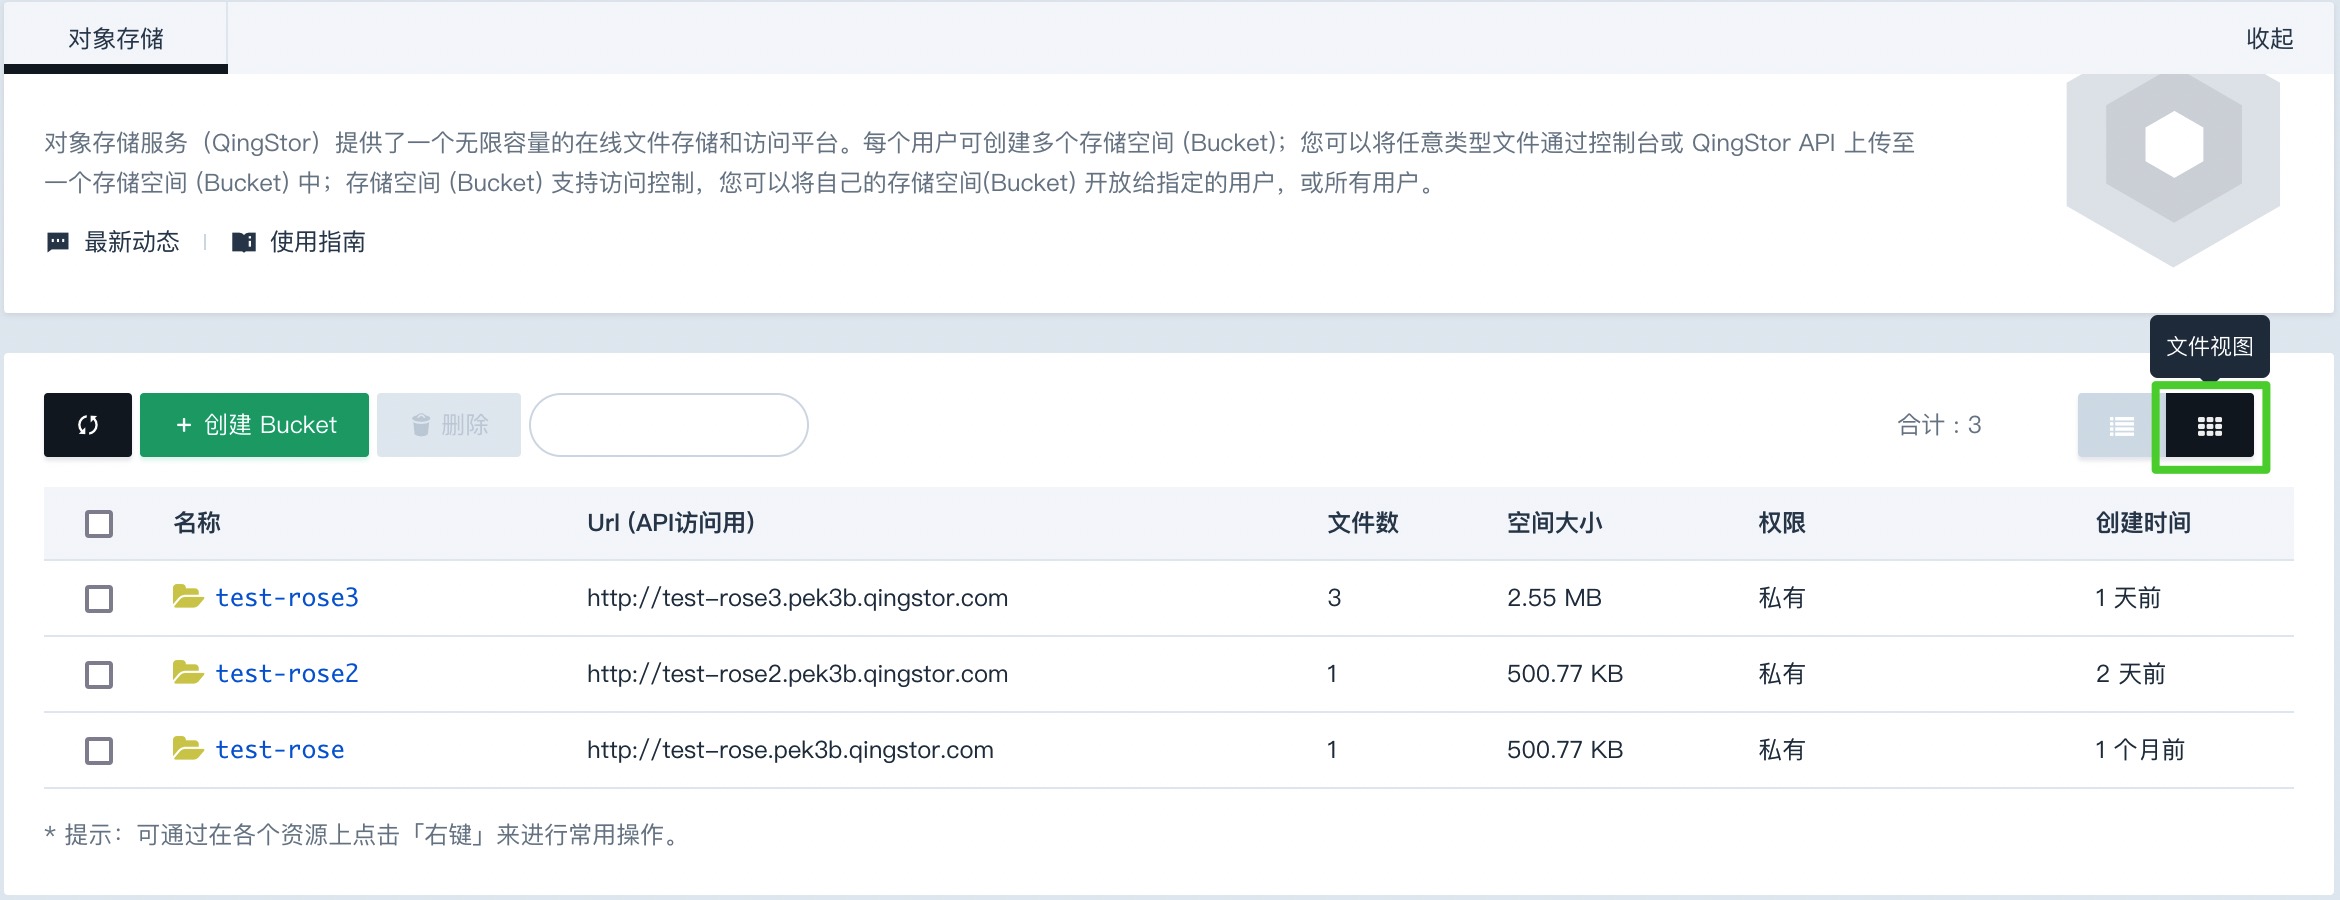 对象存储
收起
对象存储服务（QingStor）提供了一个无限容量的在线文件存储和访问平台。每个用户可创建多个存储空间 (Bucket)；您可以将任意类型文件通过控制台或 QingStor API 上传至
一个存储空间 (Bucket) 中；存储空间 (Bucket) 支持访问控制，您可以将自己的存储空间(Bucket) 开放给指定的用户，或所有用户。
最新动态 使用指南
文件视图
+ 创建 Bucket 删除 合计 : 3
名称 Url (API访问用) 文件数 空间大小 权限 创建时间
test-rose3 http://test-rose3.pek3b.qingstor.com 3 2.55 MB 私有 1 天前
test-rose2 http://test-rose2.pek3b.qingstor.com 1 500.77 KB 私有 2 天前
test-rose http://test-rose.pek3b.qingstor.com 1 500.77 KB 私有 1 个月前
* 提示：可通过在各个资源上点击「右键」来进行常用操作。